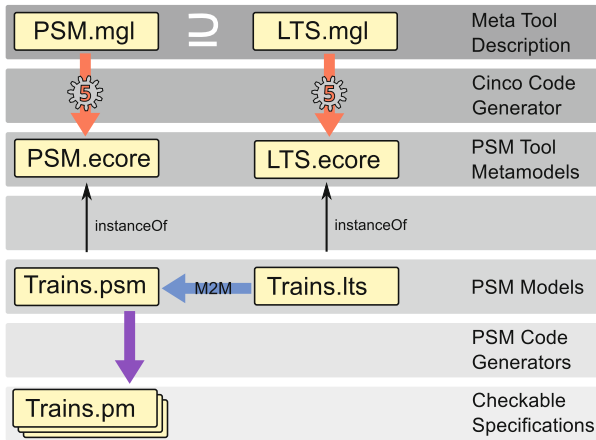 PSM.mgl
⊇
LTS.mgl
Meta Tool
Description
5
5
Cinco Code
Generator
PSM.ecore
LTS.ecore
PSM Tool
Metamodels
instanceOf
instanceOf
Trains.psm
M2M
Trains.lts
PSM Models
PSM Code
Generators
Trains.pm
Checkable
Specifications